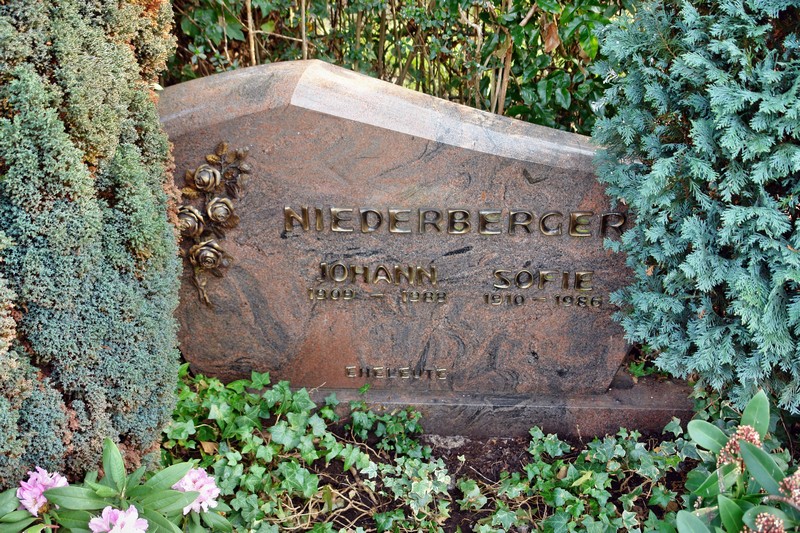 NIEDERBERGER
JOHANN SOFIE
1909 - 1988 1910 - 1986
EHELEUTE